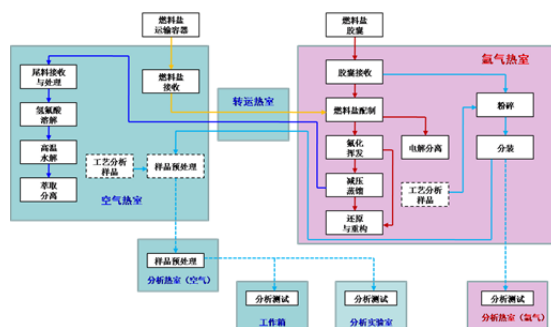 燃料盐
运输容器
燃料盐
胶囊
尾料接收
与处理
燃料盐
接收
氢氟酸
溶解
高温
水解
萃取
分离
工艺分析
样品
样品预处理
空气热室
转运热室
胶囊接收
氩气热室
燃料盐配制
粉碎
氟化
挥发
电解分离
分装
减压
蒸馏
工艺分析
样品
还原
与重构
样品预处理
分析热室（空气）
分析测试
工作箱
分析测试
分析实验室
分析测试
分析热室（氩气）